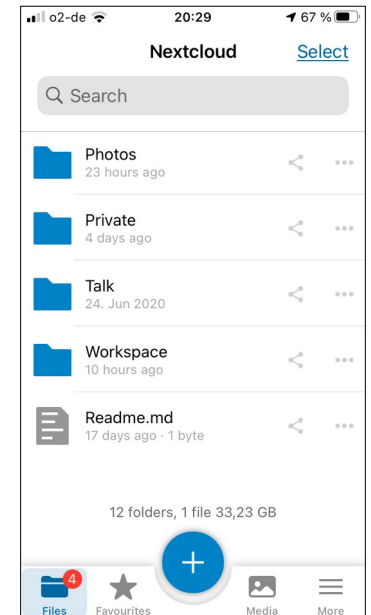 o2-de 20:29 67 %
Nextcloud Select
Search
Photos
23 hours ago
Private
4 days ago
Talk
24. Jun 2020
Workspace
10 hours ago
Readme.md
17 days ago · 1 byte
12 folders, 1 file 33,23 GB
4
Files Favourites Media More